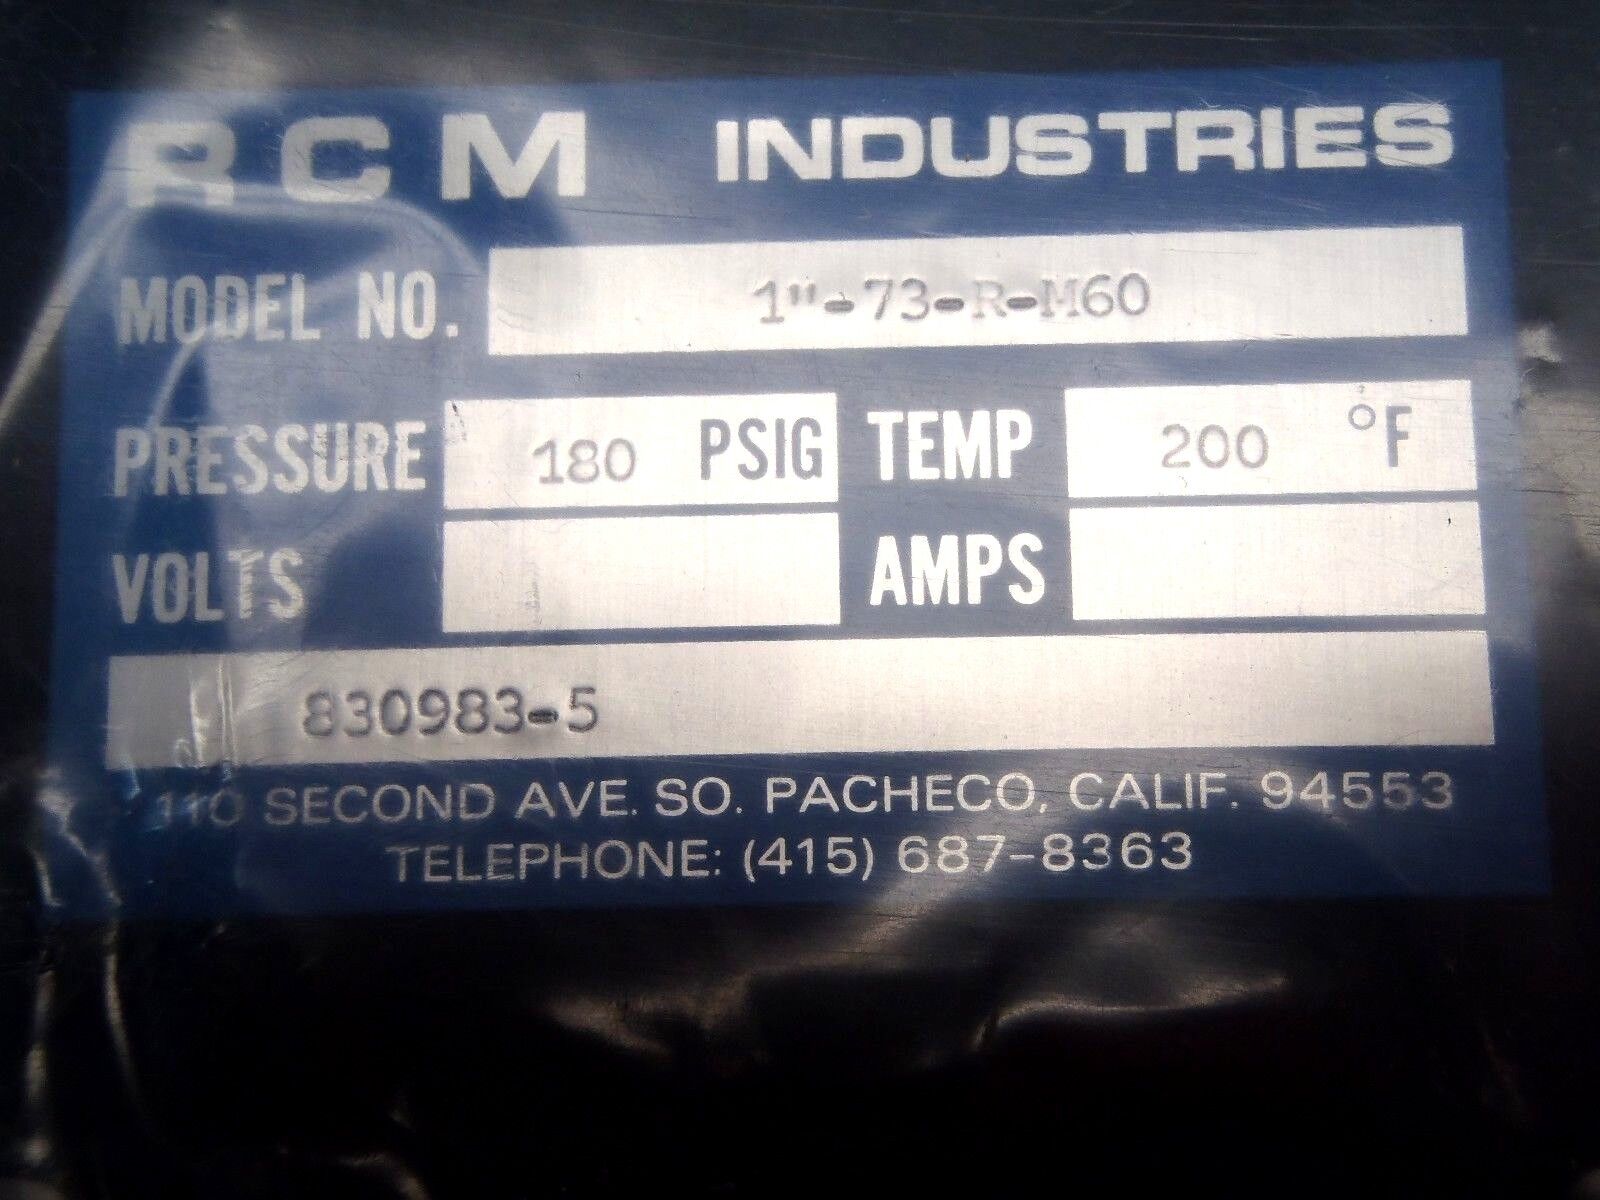 RCM INDUSTRIES
MODEL NO. 1"-73-R-M60
PRESSURE 180 PSIG TEMP 200 °F
VOLTS AMPS
830983-5
110 SECOND AVE. SO. PACHECO, CALIF. 94553
TELEPHONE: (415) 687-8363